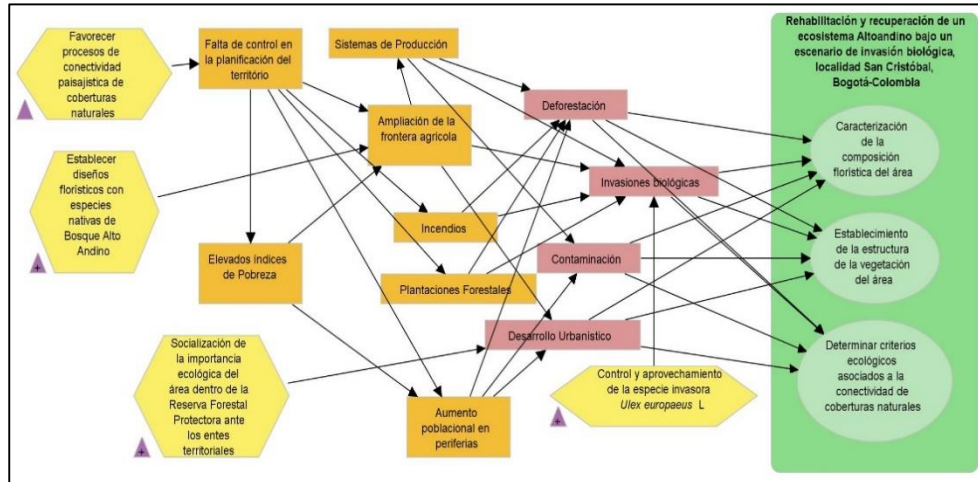 Favorecer
procesos de
conectividad
paisajistica de
coberturas
naturales
Establecer
diseños
florísticos con
especies
nativas de
Bosque Alto
Andino
+
Socialización de
la importancia
ecológica del
área dentro de la
Reserva Forestal
Protectora ante
los entes
territoriales
+
Falta de control en
la planificación del
território
Elevados índices
de Pobreza
Sistemas de Producción
Ampliación de la
frontera agricola
Incendios
Plantaciones Forestales
Aumento
poblacional en
periferias
Deforestación
Invasiones biológicas
Contaminación
Desarrollo Urbanístico
Control y aprovechamiento
de la especie invasora
Ulex europaeus L
+
Rehabilitación y recuperación de un
ecosistema Altoandino bajo un
escenario de invasión biológica,
localidad San Cristóbal,
Bogotá-Colombia
Caracterización
de la
composición
florística del área
Establecimiento
de la estructura
de la vegetación
del área
Determinar criterios
ecológicos
asociados a la
conectividad de
coberturas naturales